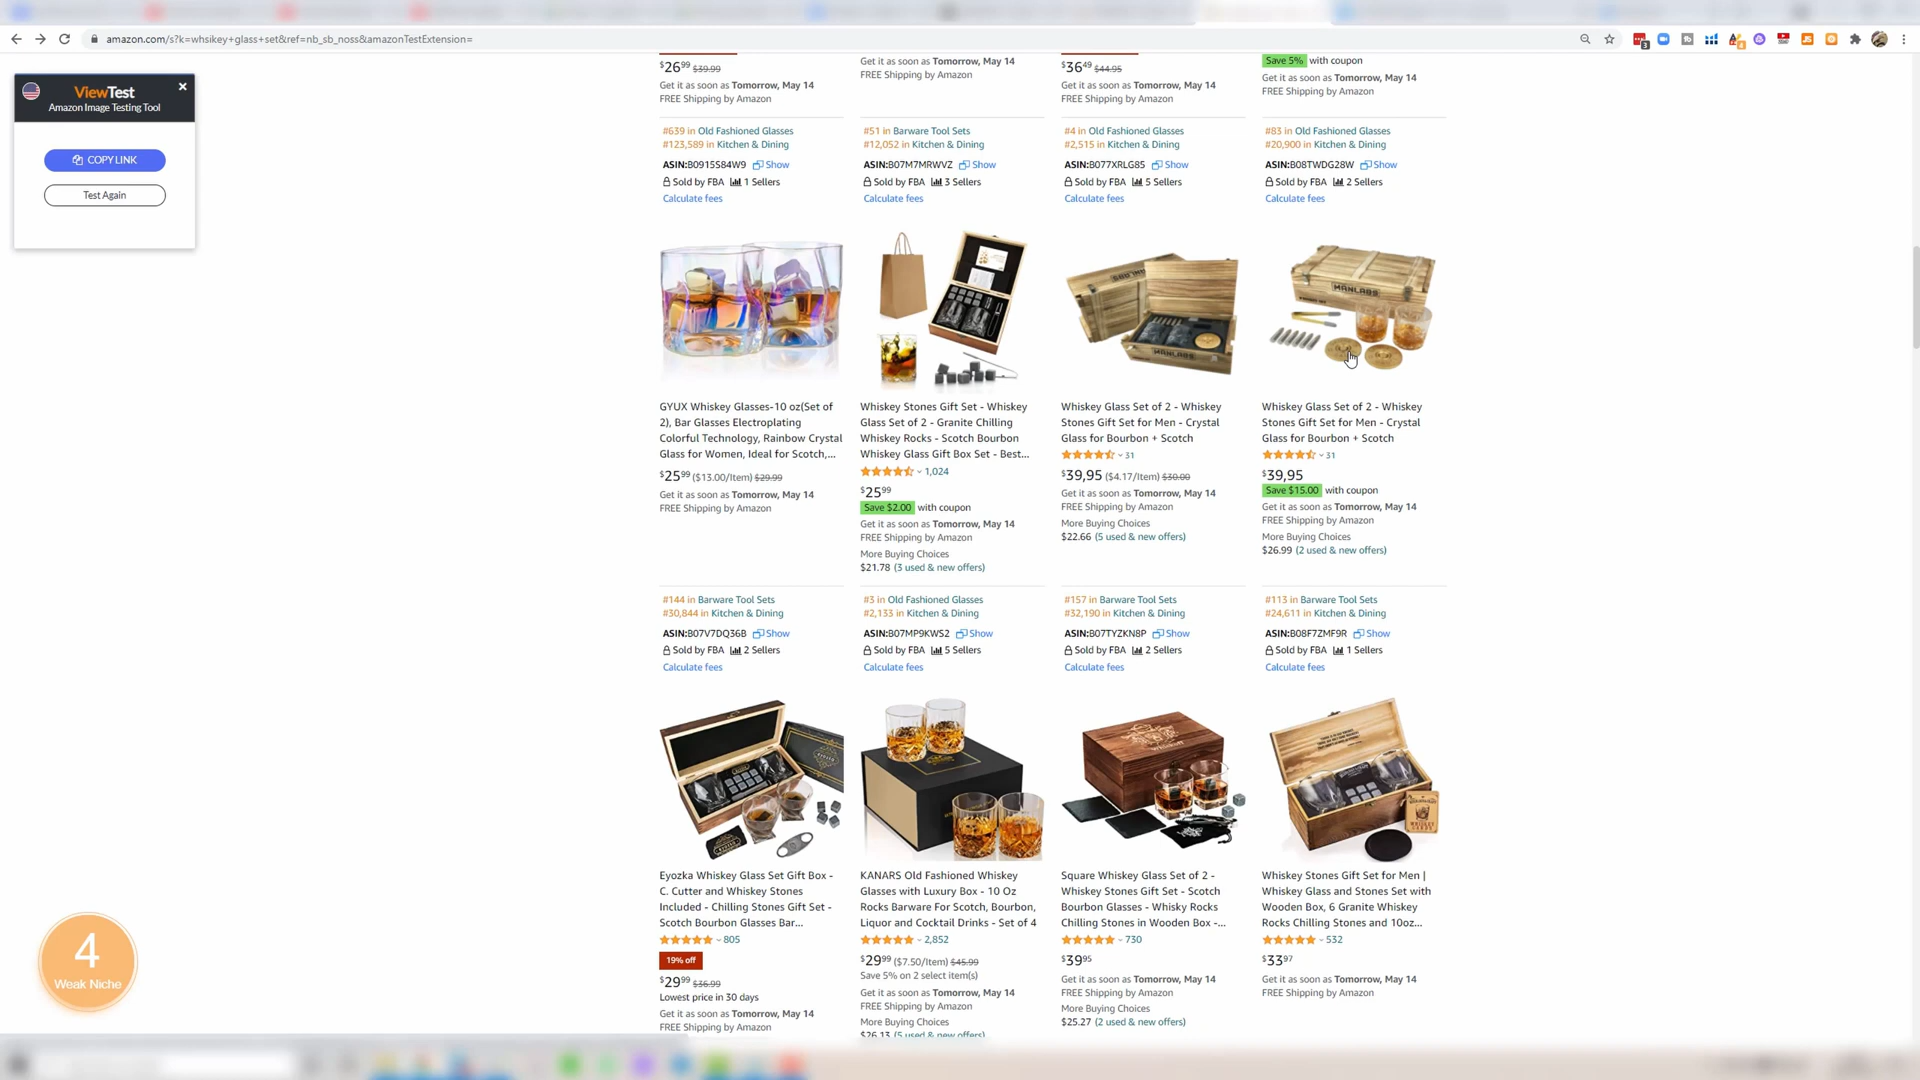 amazon.com/s?k=whsikey+glass+set&ref=nb_sb_noss&amazonTestExtension=
ViewTest
Amazon Image Testing Tool
COPY LINK
Test Again
$26.99 $39.99
Get it as soon as Tomorrow, May 14
FREE Shipping by Amazon
Get it as soon as Tomorrow, May 14
FREE Shipping by Amazon
$36.49 $44.95
Get it as soon as Tomorrow, May 14
FREE Shipping by Amazon
Save 5% with coupon
Get it as soon as Tomorrow, May 14
FREE Shipping by Amazon
#639 in Old Fashioned Glasses
#123,589 in Kitchen & Dining
ASIN:B0915S84W9 Show
Sold by FBA 1 Sellers
Calculate fees
#51 in Barware Tool Sets
#12,052 in Kitchen & Dining
ASIN:B07M7MRWVZ Show
Sold by FBA 3 Sellers
Calculate fees
#4 in Old Fashioned Glasses
#2,515 in Kitchen & Dining
ASIN:B077XRLG85 Show
Sold by FBA 5 Sellers
Calculate fees
#83 in Old Fashioned Glasses
#20,900 in Kitchen & Dining
ASIN:B08TWDG28W Show
Sold by FBA 2 Sellers
Calculate fees
MANLABS
MANLABS
GYUX Whiskey Glasses-10 oz(Set of
2), Bar Glasses Electroplating
Colorful Technology, Rainbow Crystal
Glass for Women, Ideal for Scotch,...
$25.99 ($13.00/Item) $29.99
Get it as soon as Tomorrow, May 14
FREE Shipping by Amazon
Whiskey Stones Gift Set - Whiskey
Glass Set of 2 - Granite Chilling
Whiskey Rocks - Scotch Bourbon
Whiskey Glass Gift Box Set - Best...
1,024
$25.99
Save $2.00 with coupon
Get it as soon as Tomorrow, May 14
FREE Shipping by Amazon
More Buying Choices
$21.78 (3 used & new offers)
Whiskey Glass Set of 2 - Whiskey
Stones Gift Set for Men - Crystal
Glass for Bourbon + Scotch
31
$39,95 ($4.17/Item) $30.00
Get it as soon as Tomorrow, May 14
FREE Shipping by Amazon
More Buying Choices
$22.66 (5 used & new offers)
Whiskey Glass Set of 2 - Whiskey
Stones Gift Set for Men - Crystal
Glass for Bourbon + Scotch
31
$39,95
Save $15.00 with coupon
Get it as soon as Tomorrow, May 14
FREE Shipping by Amazon
More Buying Choices
$26.99 (2 used & new offers)
#144 in Barware Tool Sets
#30,844 in Kitchen & Dining
ASIN:B07V7DQ36B Show
Sold by FBA 2 Sellers
Calculate fees
#3 in Old Fashioned Glasses
#2,133 in Kitchen & Dining
ASIN:B07MP9KWS2 Show
Sold by FBA 5 Sellers
Calculate fees
#157 in Barware Tool Sets
#32,190 in Kitchen & Dining
ASIN:B07TYZKN8P Show
Sold by FBA 2 Sellers
Calculate fees
#113 in Barware Tool Sets
#24,611 in Kitchen & Dining
ASIN:B08F7ZMF9R Show
Sold by FBA 1 Sellers
Calculate fees
Eyozka Whiskey Glass Set Gift Box -
C. Cutter and Whiskey Stones
Included - Chilling Stones Gift Set -
Scotch Bourbon Glasses Bar...
805
19% off
$29.99 $36.99
Lowest price in 30 days
Get it as soon as Tomorrow, May 14
FREE Shipping by Amazon
KANARS Old Fashioned Whiskey
Glasses with Luxury Box - 10 Oz
Rocks Barware For Scotch, Bourbon,
Liquor and Cocktail Drinks - Set of 4
2,852
$29.99 ($7.50/Item) $45.99
Save 5% on 2 select item(s)
Get it as soon as Tomorrow, May 14
FREE Shipping by Amazon
More Buying Choices
$26.13 (5 used & new offers)
Square Whiskey Glass Set of 2 -
Whiskey Stones Gift Set - Scotch
Bourbon Glasses - Whisky Rocks
Chilling Stones in Wooden Box -...
730
$39.95
Get it as soon as Tomorrow, May 14
FREE Shipping by Amazon
More Buying Choices
$25.27 (2 used & new offers)
Whiskey Stones Gift Set for Men |
Whiskey Glass and Stones Set with
Wooden Box, 6 Granite Whiskey
Rocks Chilling Stones and 10oz...
532
$33.97
Get it as soon as Tomorrow, May 14
FREE Shipping by Amazon
4
Weak Niche